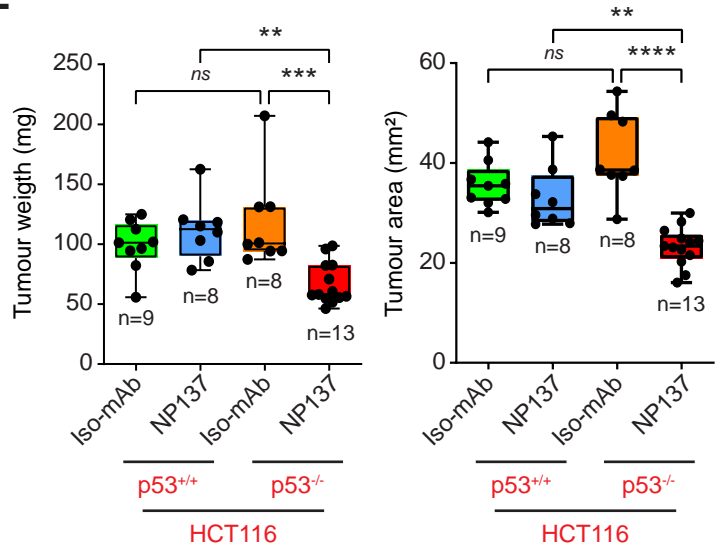 **
ns
***
250
200
150
100
50
0
Tumour weigth (mg)
n=9
n=8
n=8
n=13
Iso-mAb
NP137
Iso-mAb
NP137
p53+/+
p53-/-
HCT116
**
ns
****
60
40
20
0
Tumour area (mm²)
n=9
n=8
n=8
n=13
Iso-mAb
NP137
Iso-mAb
NP137
p53+/+
p53-/-
HCT116